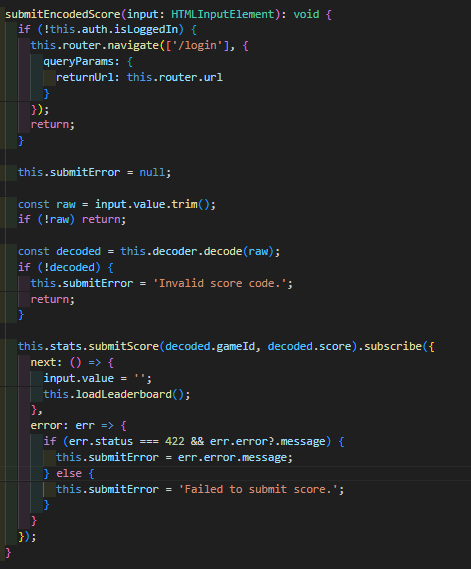 submitEncodedScore(input: HTMLInputElement): void {
if (!this.auth.isLoggedIn) {
this.router.navigate(['/login'], {
queryParams: {
returnUrl: this.router.url
}
});
return;
}
this.submitError = null;
const raw = input.value.trim();
if (!raw) return;
const decoded = this.decoder.decode(raw);
if (!decoded) {
this.submitError = 'Invalid score code.';
return;
}
this.stats.submitScore(decoded.gameId, decoded.score).subscribe({
next: () => {
input.value = '';
this.loadLeaderboard();
},
error: err => {
if (err.status === 422 && err.error?.message) {
this.submitError = err.error.message;
} else {
this.submitError = 'Failed to submit score.';
}
}
});
}